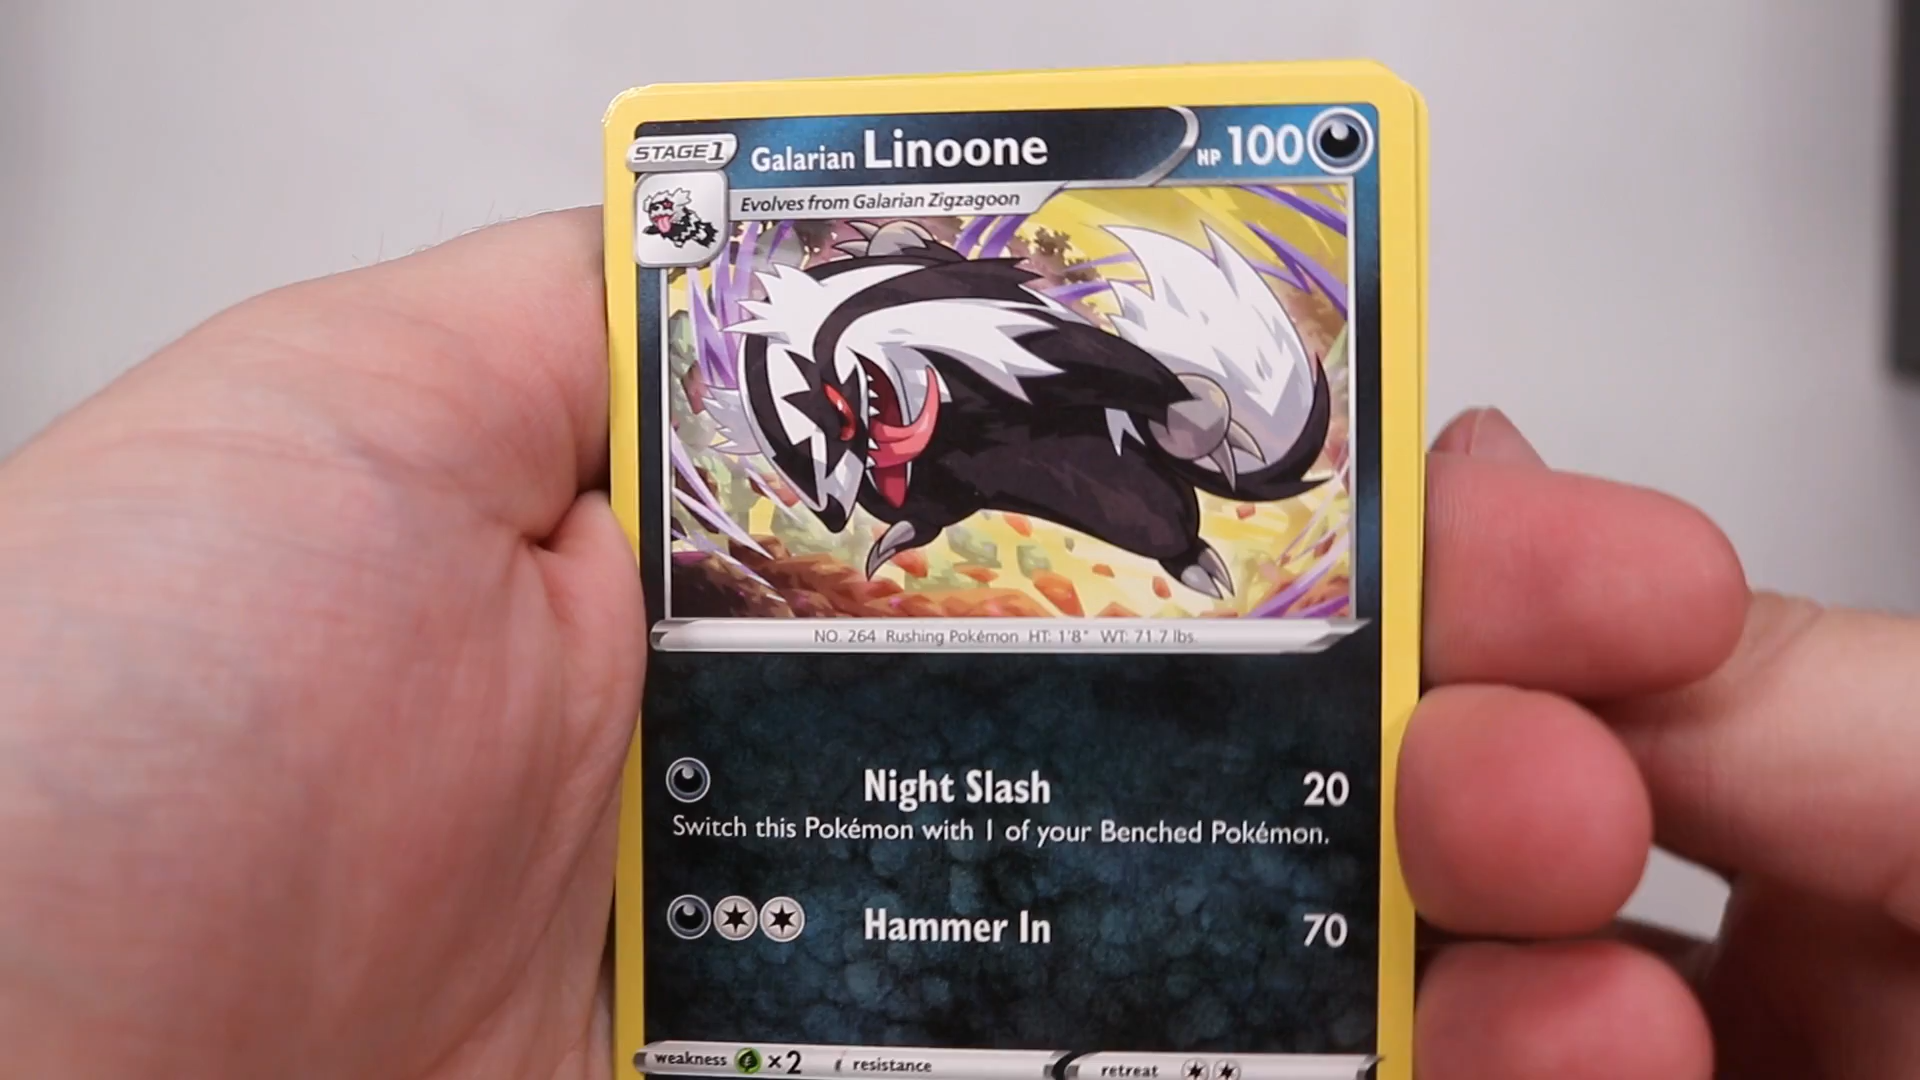 STAGE 1
Galarian Linoone
HP 100
Evolves from Galarian Zigzagoon
NO. 264 Rushing Pokémon HT: 1'8" WT: 71.7 lbs.
Night Slash 20
Switch this Pokémon with 1 of your Benched Pokémon.
Hammer In 70
weakness ×2 resistance retreat